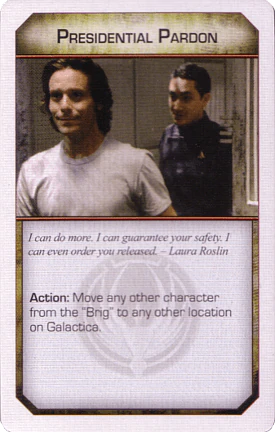 PRESIDENTIAL PARDON
I can do more. I can guarantee your safety. I
can even order you released. – Laura Roslin
Action: Move any other character
from the "Brig" to any other location
on Galactica.